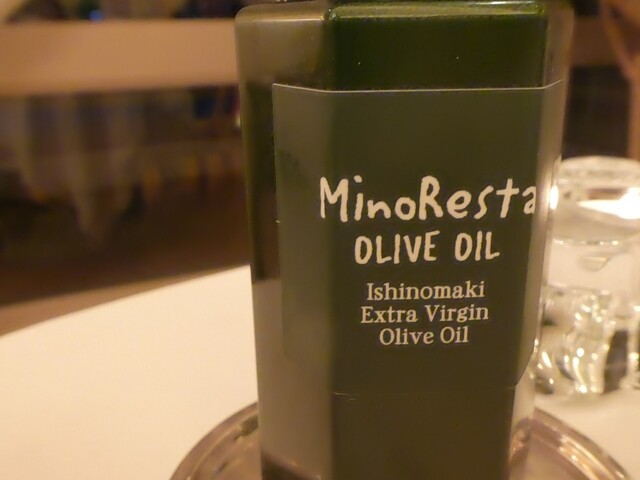 MinoResta
OLIVE OIL
Ishinomaki
Extra Virgin
Olive Oil